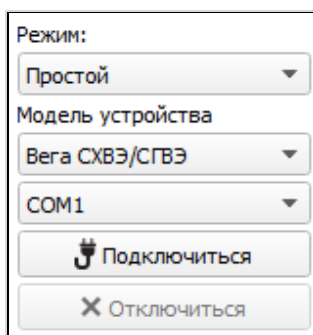 Режим:
Простой
Модель устройства
Вега СХВЭ/СГВЭ
COM1
Подключиться
Отключиться